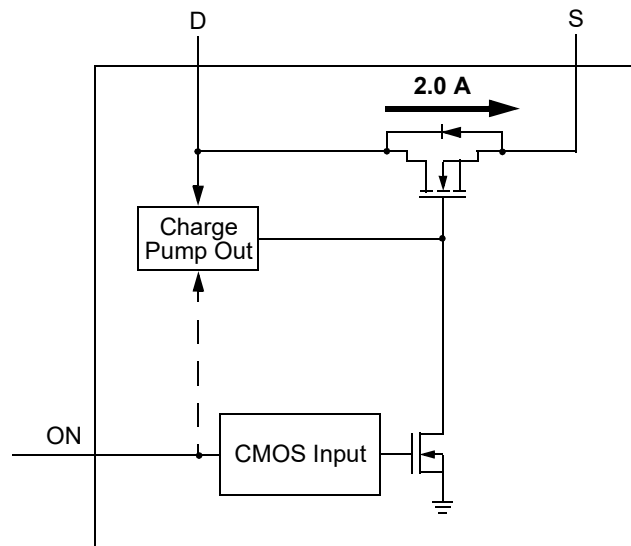 D
S
2.0 A
Charge
Pump Out
ON
CMOS Input